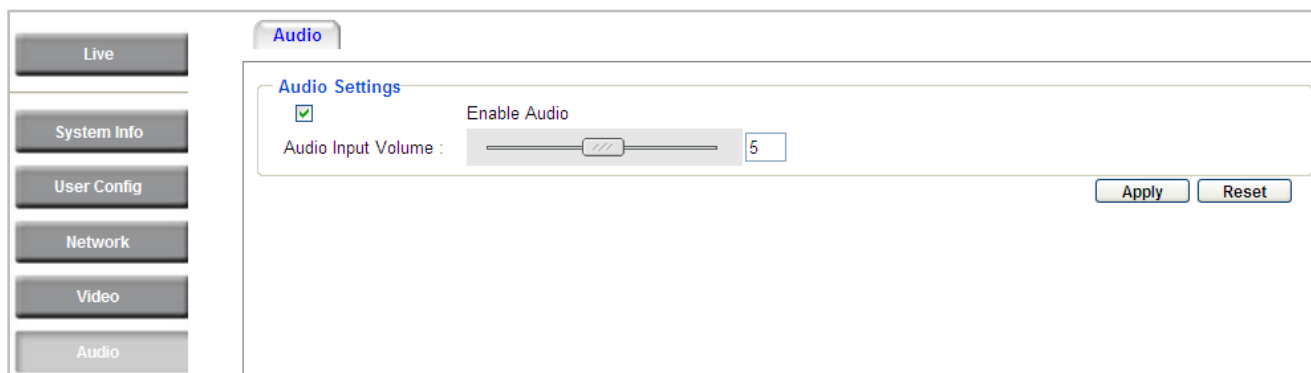 Live
System Info
User Config
Network
Video
Audio
Audio
Audio Settings
Enable Audio
Audio Input Volume : 5
Apply Reset